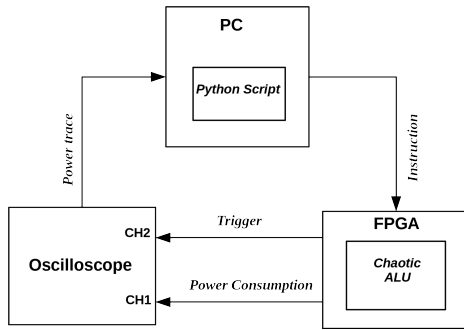 PC
Python Script
Power trace
Instruction
CH2
Trigger
FPGA
Oscilloscope
Chaotic
ALU
CH1
Power Consumption